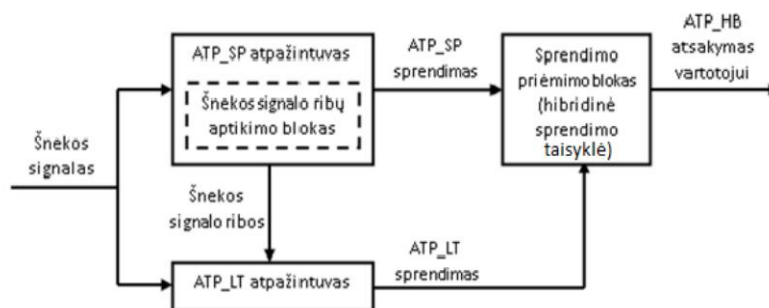 ATP_SP atpažintuvas
Šnekos signalo ribų
aptikimo blokas
ATP_SP
sprendimas
Sprendimo
priėmimo blokas
(hibridinė
sprendimo
taisyklė)
ATP_HB
atsakymas
vartotojui
Šnekos
signalas
Šnekos
signalo ribos
ATP_LT atpažintuvas
ATP_LT
sprendimas